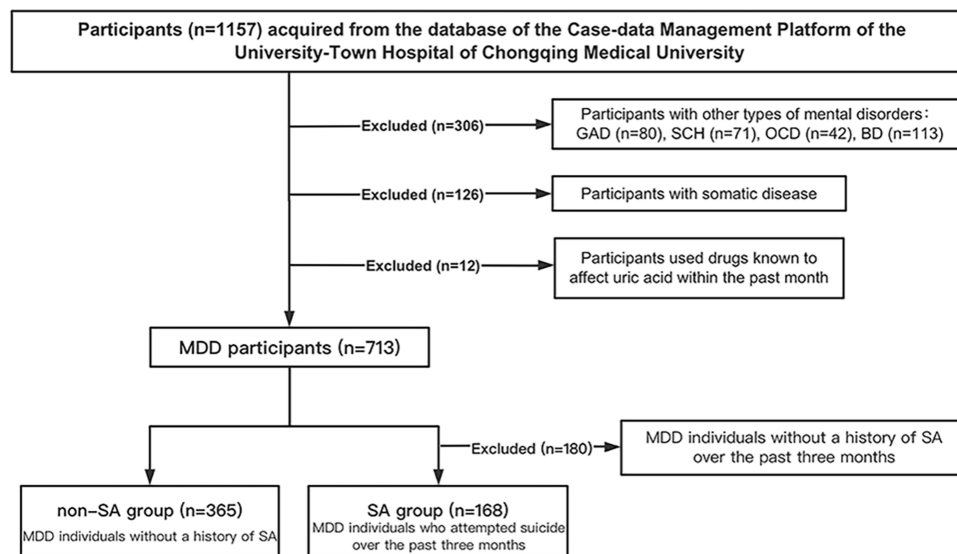 Participants (n=1157) acquired from the database of the Case-data Management Platform of the
University-Town Hospital of Chongqing Medical University
Excluded (n=306)
Participants with other types of mental disorders:
GAD (n=80), SCH (n=71), OCD (n=42), BD (n=113)
Excluded (n=126)
Participants with somatic disease
Excluded (n=12)
Participants used drugs known to
affect uric acid within the past month
MDD participants (n=713)
Excluded (n=180)
MDD individuals without a history of SA
over the past three months
non-SA group (n=365)
MDD individuals without a history of SA
SA group (n=168)
MDD individuals who attempted suicide
over the past three months